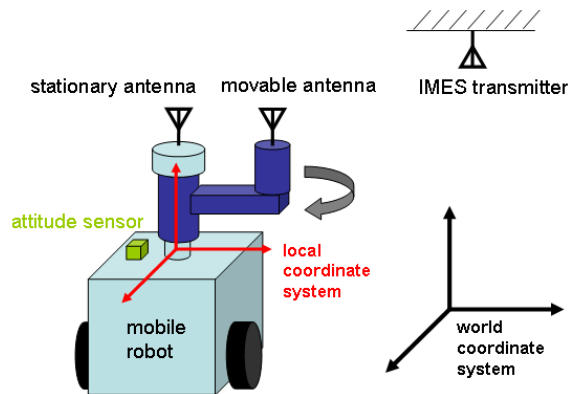 stationary antenna
movable antenna
IMES transmitter
attitude sensor
local
coordinate
system
mobile
robot
world
coordinate
system